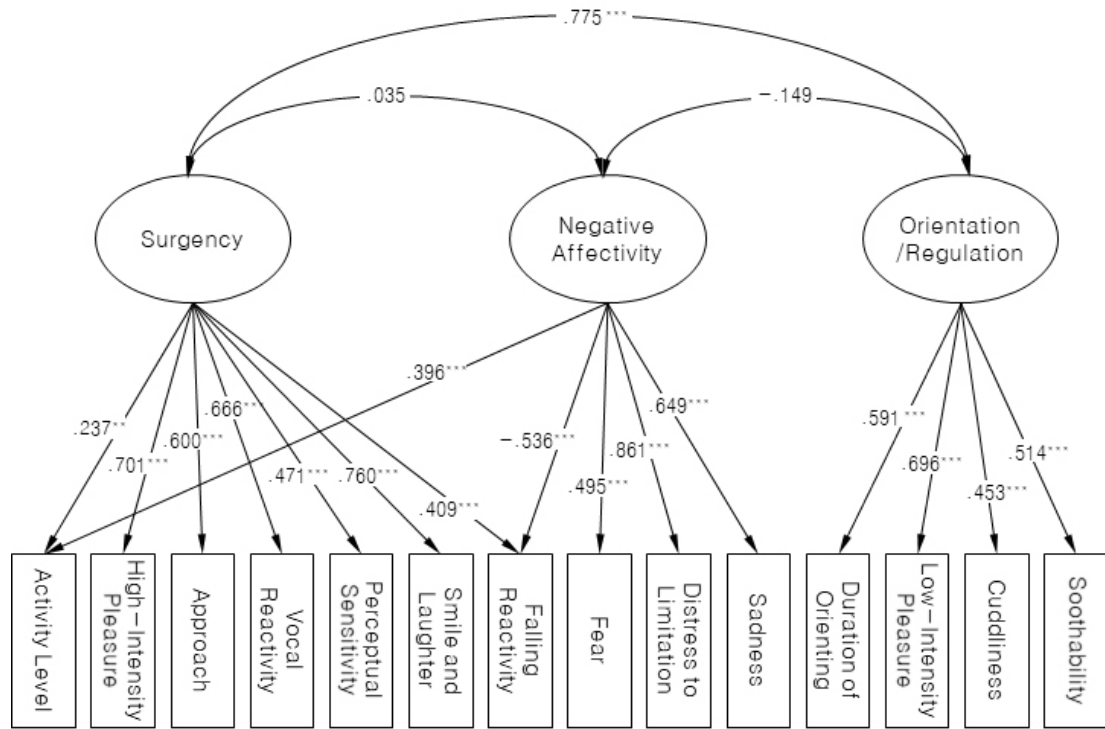 .775***
.035
−.149
Surgency
Negative
Affectivity
Orientation
/Regulation
.396***
.237**
.701***
.600***
.666***
.471***
.760***
.409***
−.536***
.495***
.861***
.649***
.591***
.696***
.453***
.514***
Activity Level
High−Intensity
Pleasure
Approach
Vocal
Reactivity
Perceptual
Sensitivity
Smile and
Laughter
Falling
Reactivity
Fear
Distress to
Limitation
Sadness
Duration of
Orienting
Low−Intensity
Pleasure
Cuddliness
Soothability